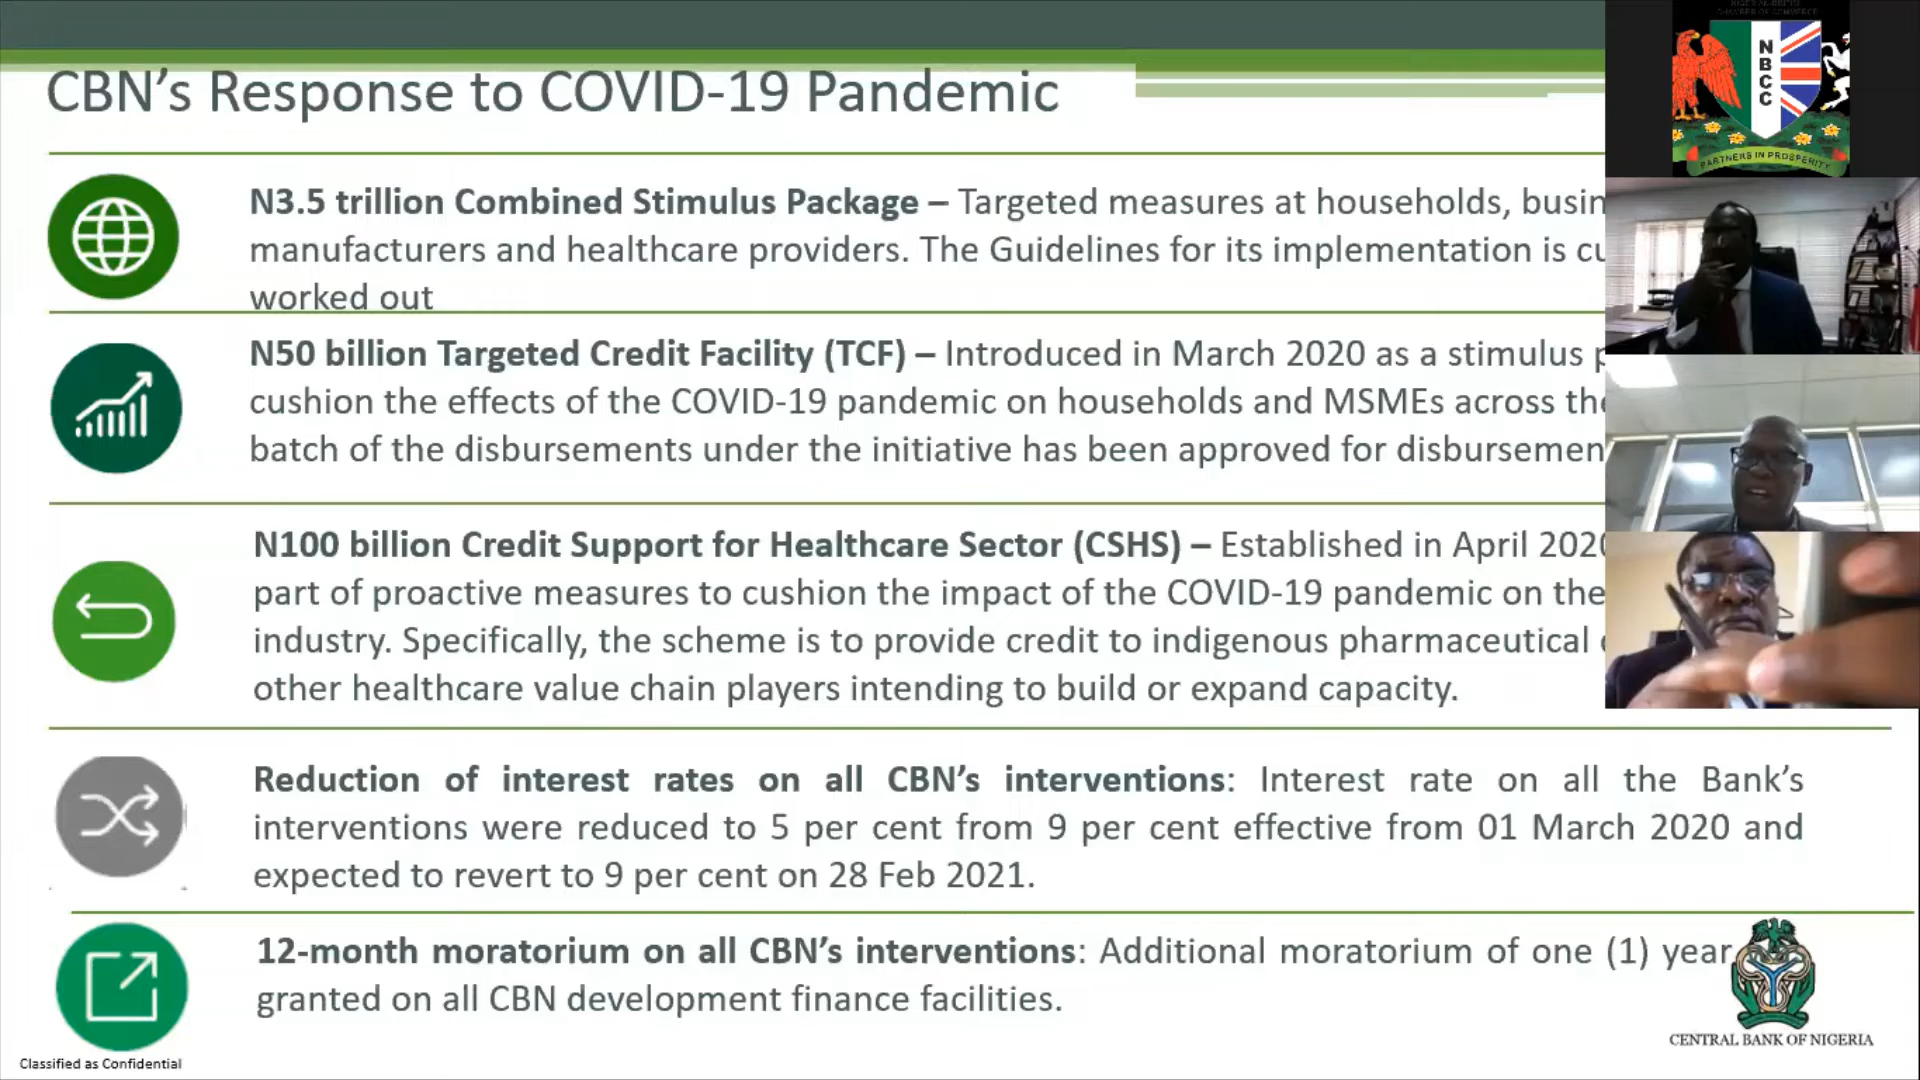 CBN's Response to COVID-19 Pandemic
N3.5 trillion Combined Stimulus Package – Targeted measures at households, busin
manufacturers and healthcare providers. The Guidelines for its implementation is cu
worked out
N50 billion Targeted Credit Facility (TCF) – Introduced in March 2020 as a stimulus p
cushion the effects of the COVID-19 pandemic on households and MSMEs across the
batch of the disbursements under the initiative has been approved for disbursemen
N100 billion Credit Support for Healthcare Sector (CSHS) – Established in April 2020
part of proactive measures to cushion the impact of the COVID-19 pandemic on the
industry. Specifically, the scheme is to provide credit to indigenous pharmaceutical
other healthcare value chain players intending to build or expand capacity.
Reduction of interest rates on all CBN's interventions: Interest rate on all the Bank's
interventions were reduced to 5 per cent from 9 per cent effective from 01 March 2020 and
expected to revert to 9 per cent on 28 Feb 2021.
12-month moratorium on all CBN's interventions: Additional moratorium of one (1) year
granted on all CBN development finance facilities.
Classified as Confidential
CENTRAL BANK OF NIGERIA
NBCC
PARTNERS IN PROSPERITY